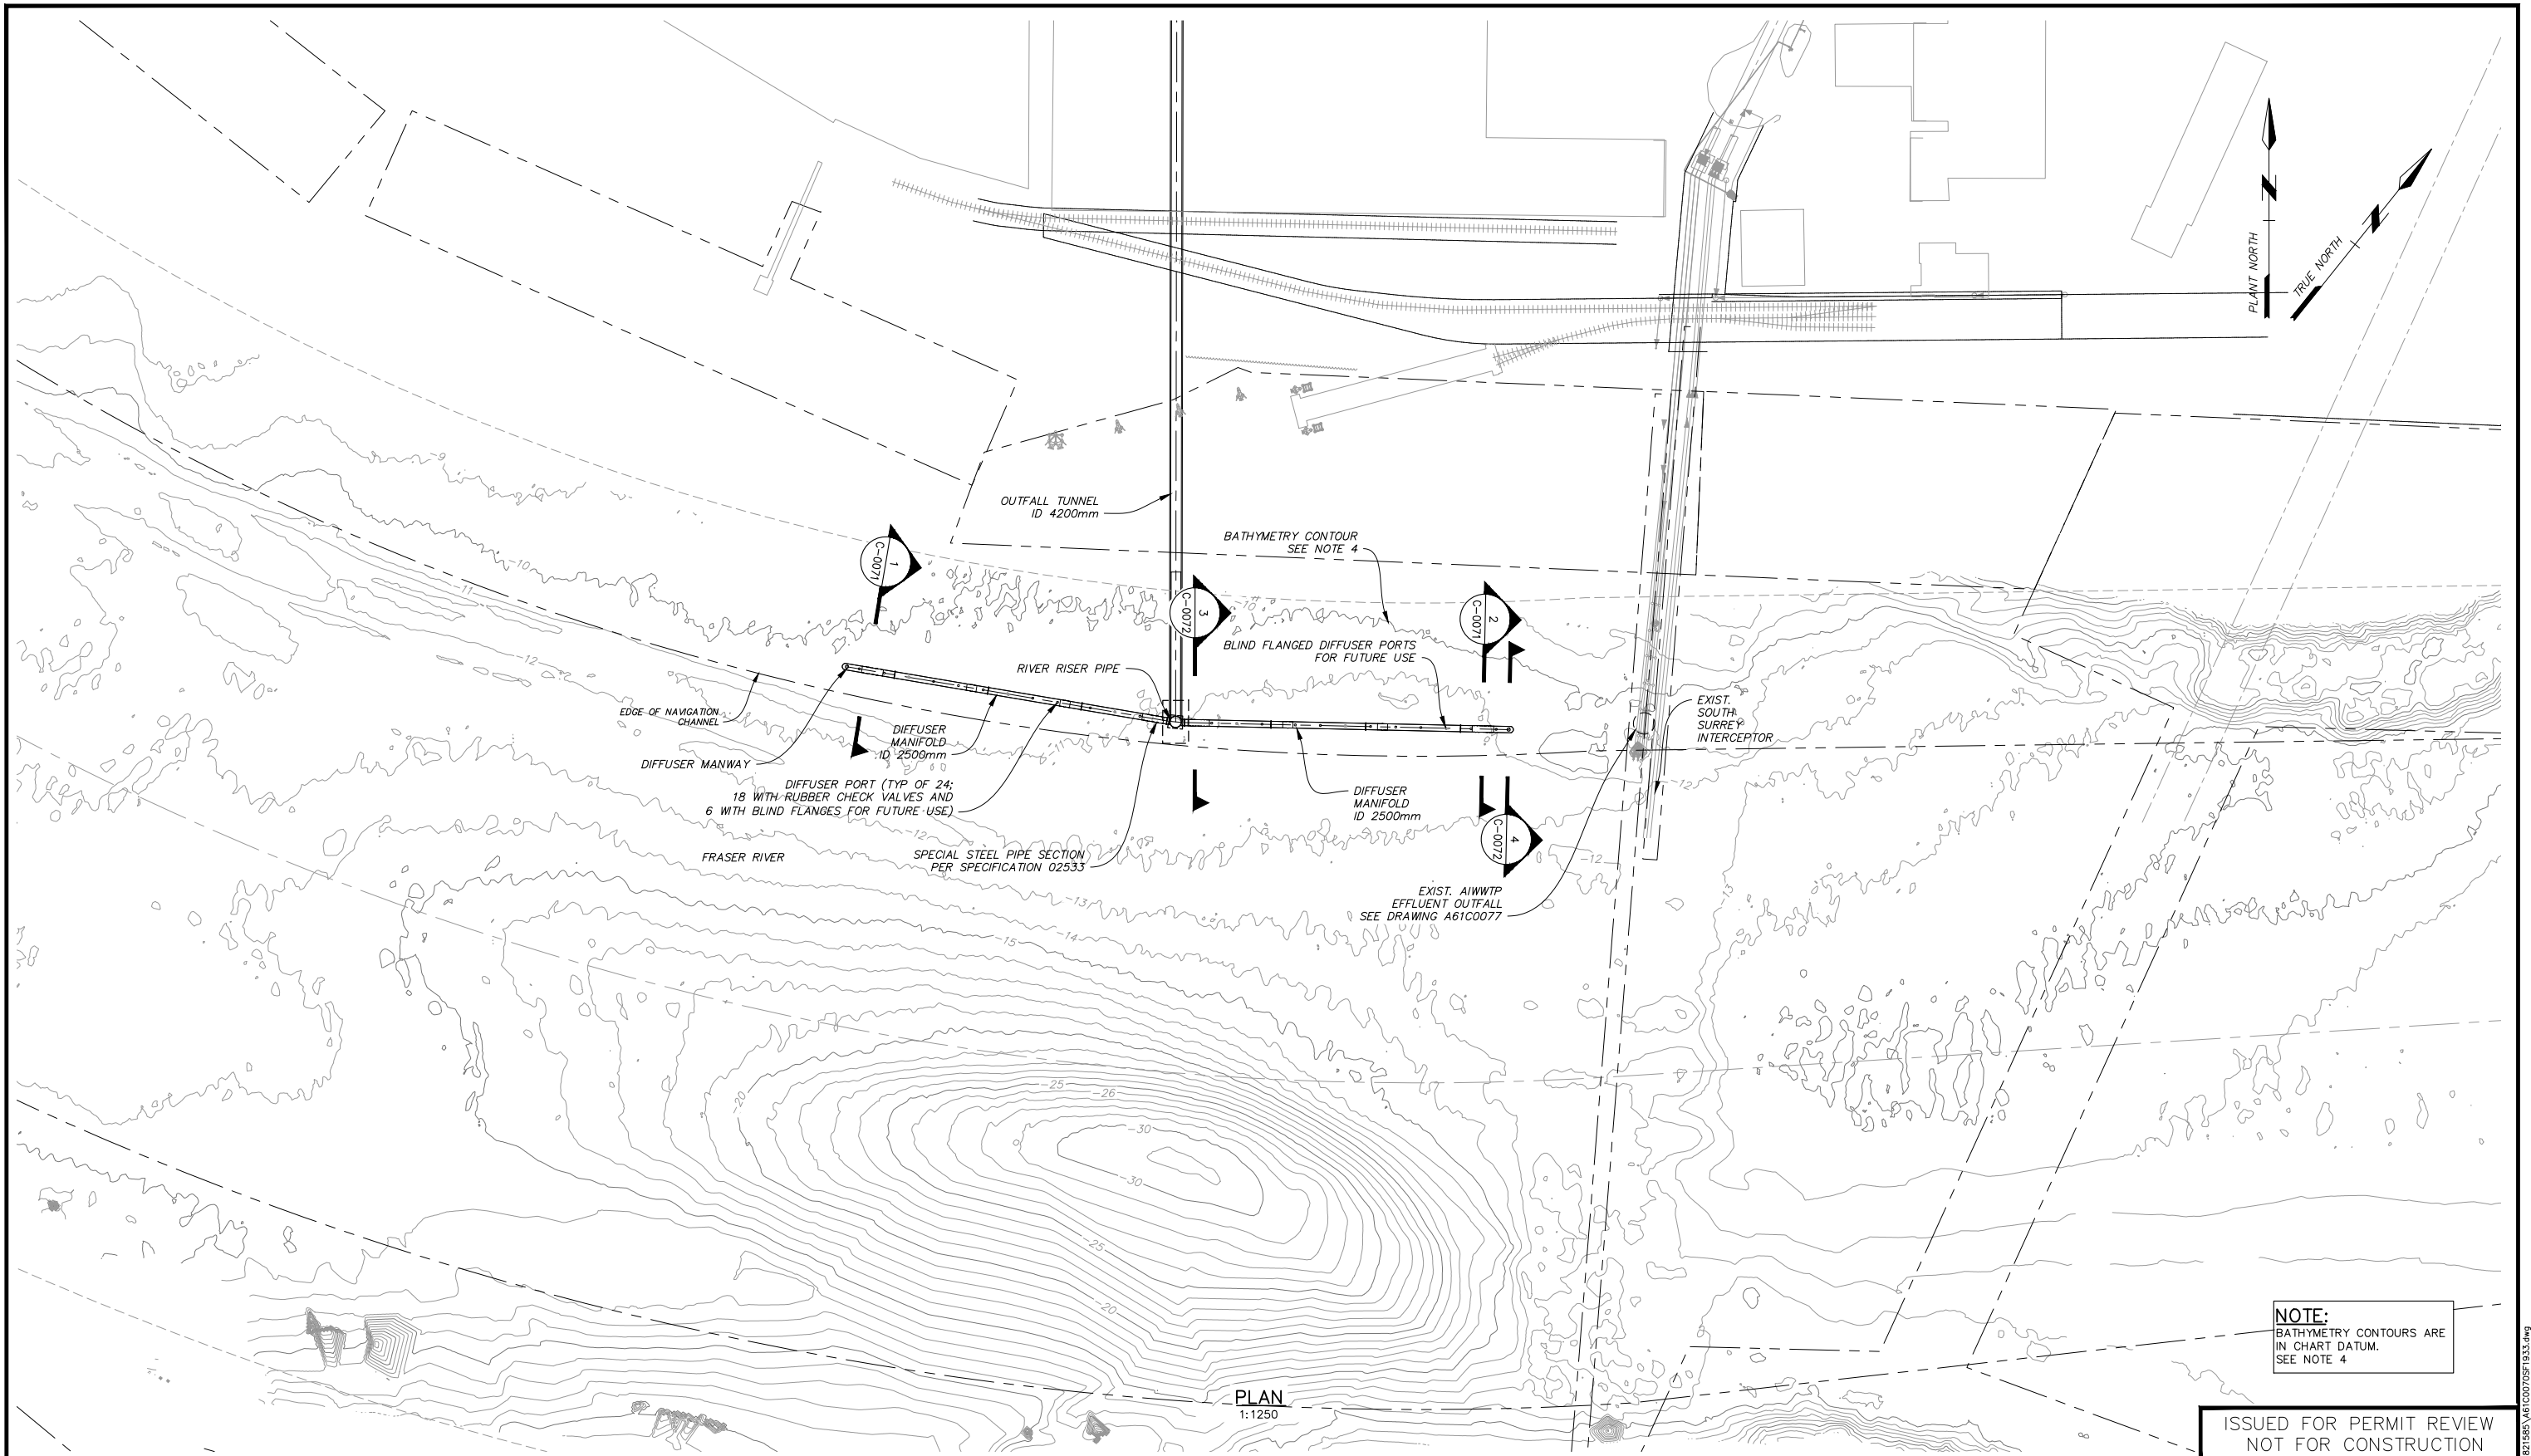 PLANT NORTH
N
TRUE NORTH
N
-9
OUTFALL TUNNEL
ID 4200mm
BATHYMETRY CONTOUR
SEE NOTE 4
-10
-11
1
C-0071
3
C-0072
-10
2
C-0071
BLIND FLANGED DIFFUSER PORTS
FOR FUTURE USE
RIVER RISER PIPE
-12
EDGE OF NAVIGATION
CHANNEL
DIFFUSER
MANIFOLD
ID 2500mm
-11
EXIST.
SOUTH
SURREY
INTERCEPTOR
DIFFUSER MANWAY
DIFFUSER PORT (TYP OF 24;
18 WITH RUBBER CHECK VALVES AND
6 WITH BLIND FLANGES FOR FUTURE USE)
DIFFUSER
MANIFOLD
ID 2500mm
-12
-12
4
C-0072
FRASER RIVER
SPECIAL STEEL PIPE SECTION
PER SPECIFICATION 02533
-12
-13
EXIST. AIWWTP
EFFLUENT OUTFALL
SEE DRAWING A61C0077
-13
-14
-15
-20
-25
-26
-30
-30
-25
-20
NOTE:
BATHYMETRY CONTOURS ARE
IN CHART DATUM.
SEE NOTE 4
PLAN
1:1250
ISSUED FOR PERMIT REVIEW
NOT FOR CONSTRUCTION